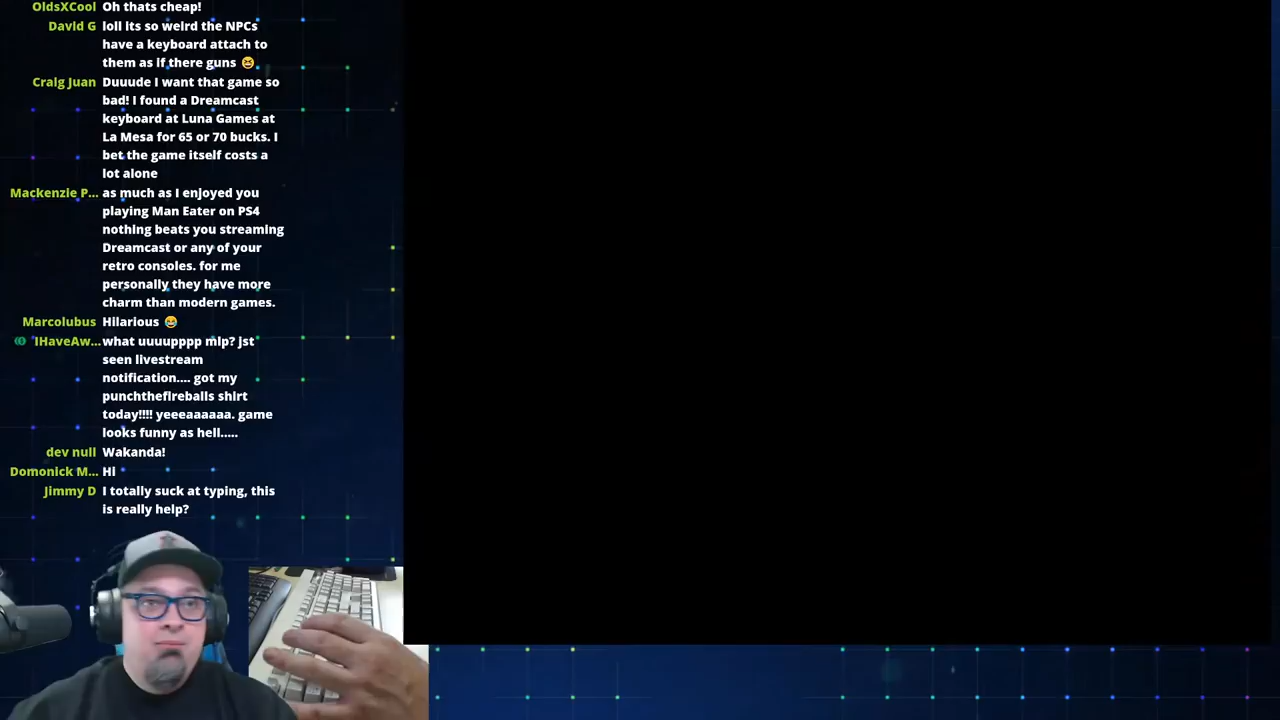 OldsXCool Oh thats cheap!
David G loll its so weird the NPCs
have a keyboard attach to
them as if there guns 😆
Craig Juan Duuude I want that game so
bad! I found a Dreamcast
keyboard at Luna Games at
La Mesa for 65 or 70 bucks. I
bet the game itself costs a
lot alone
Mackenzie P... as much as I enjoyed you
playing Man Eater on PS4
nothing beats you streaming
Dreamcast or any of your
retro consoles. for me
personally they have more
charm than modern games.
Marcolubus Hilarious 😂
IHaveAw... what uuuupppp mlp? jst
seen livestream
notification.... got my
punchthefireballs shirt
today!!!! yeeeaaaaaa. game
looks funny as hell.....
dev null Wakanda!
Domonick M... Hi
Jimmy D I totally suck at typing, this
is really help?